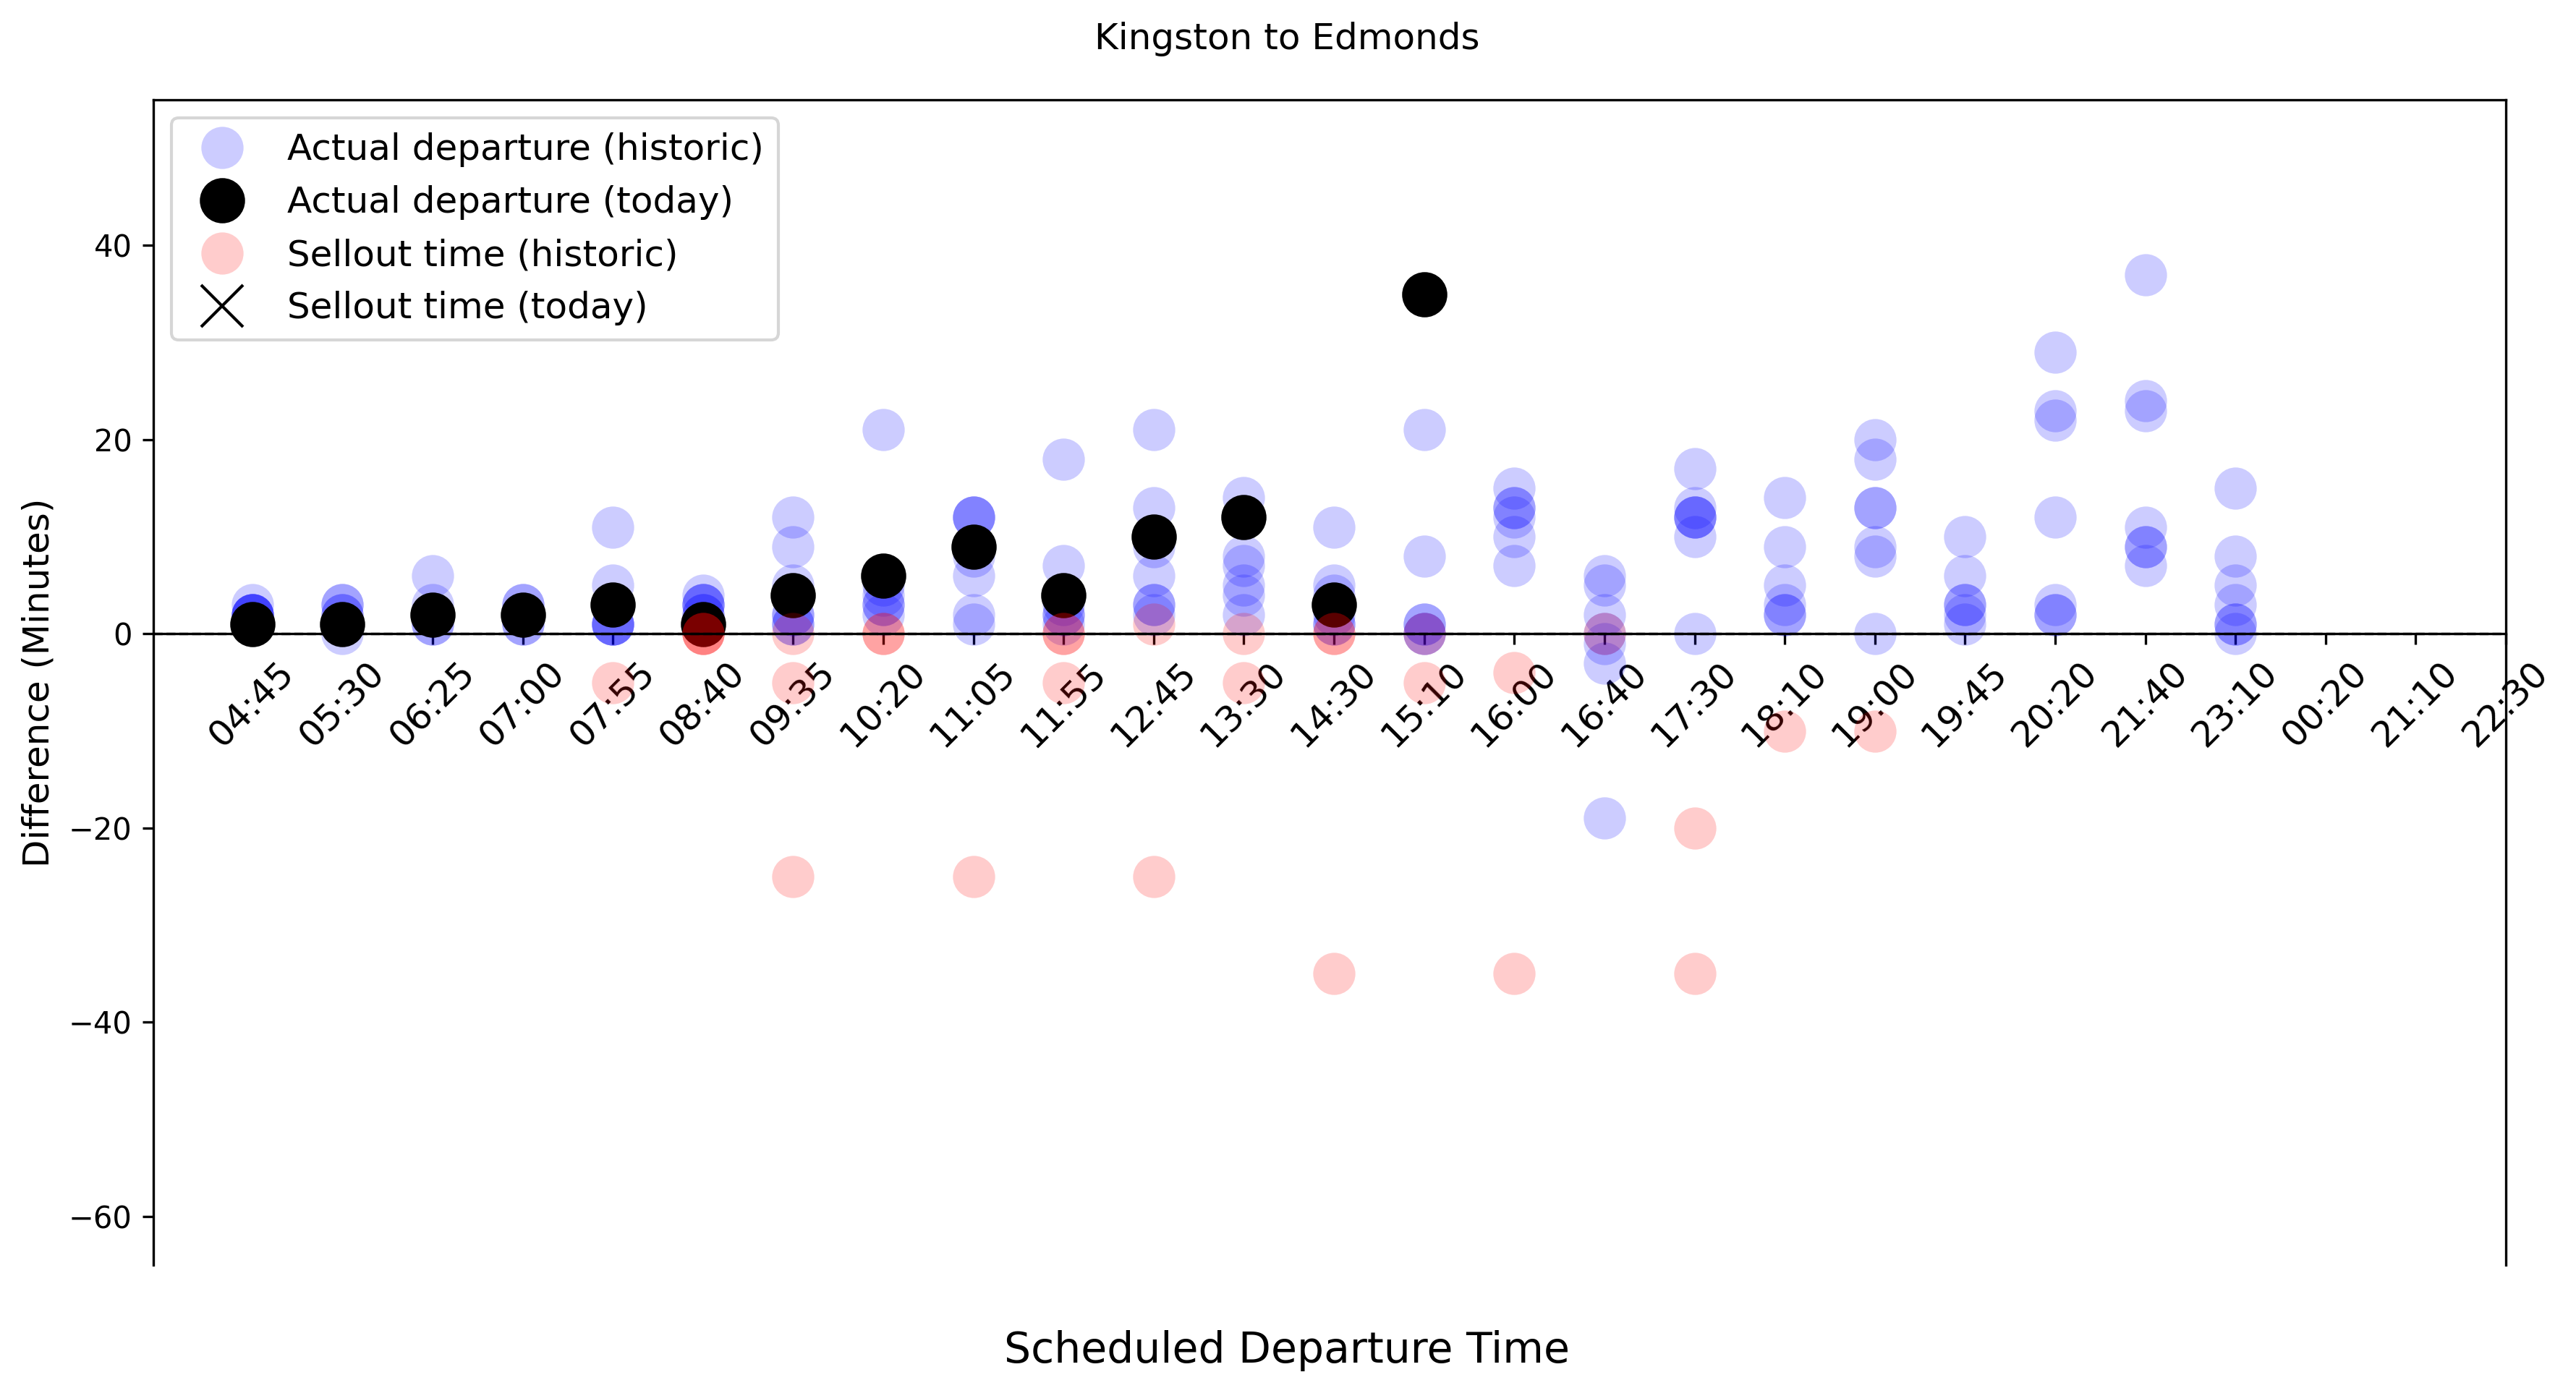 Kingston to Edmonds
Actual departure (historic)
Actual departure (today)
Sellout time (historic)
Sellout time (today)
Difference (Minutes)
40
20
0
−20
−40
−60
04:45 05:30 06:25 07:00 07:55 08:40 09:35 10:20 11:05 11:55 12:45 13:30 14:30 15:10 16:00 16:40 17:30 18:10 19:00 19:45 20:20 21:40 23:10 00:20 21:10 22:30
Scheduled Departure Time